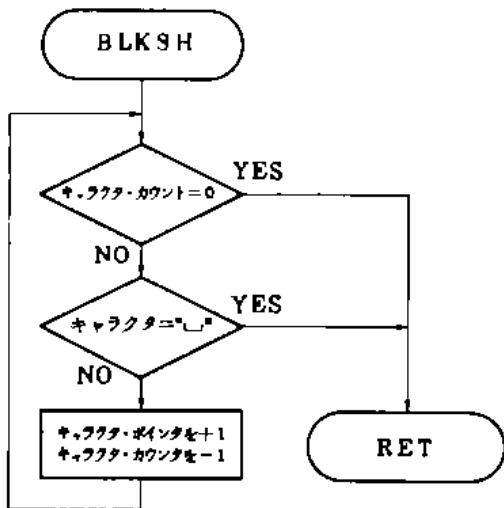 BLKSH
キャラクタ・カウント=0
YES
NO
キャラクタ="␣"
YES
NO
キャラクタ・ポインタを+1
キャラクタ・カウンタを-1
RET